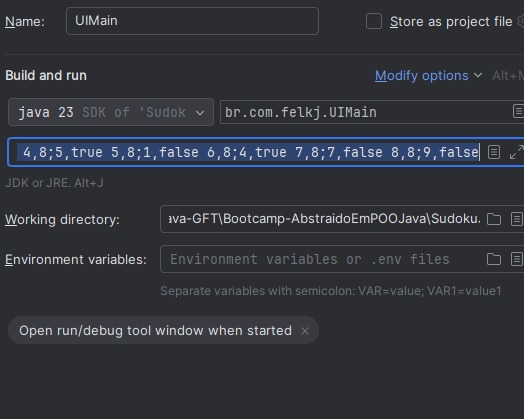 Name: UIMain Store as project file
Build and run Modify options Alt+M
java 23 SDK of 'Sudok br.com.felkj.UIMain
4,8;5,true 5,8;1,false 6,8;4,true 7,8;7,false 8,8;9,false
JDK or JRE. Alt+J
Working directory: ava-GFT\Bootcamp-AbstraidoEmPOOJava\Sudoku.
Environment variables: Environment variables or .env files
Separate variables with semicolon: VAR=value; VAR1=value1
Open run/debug tool window when started ×